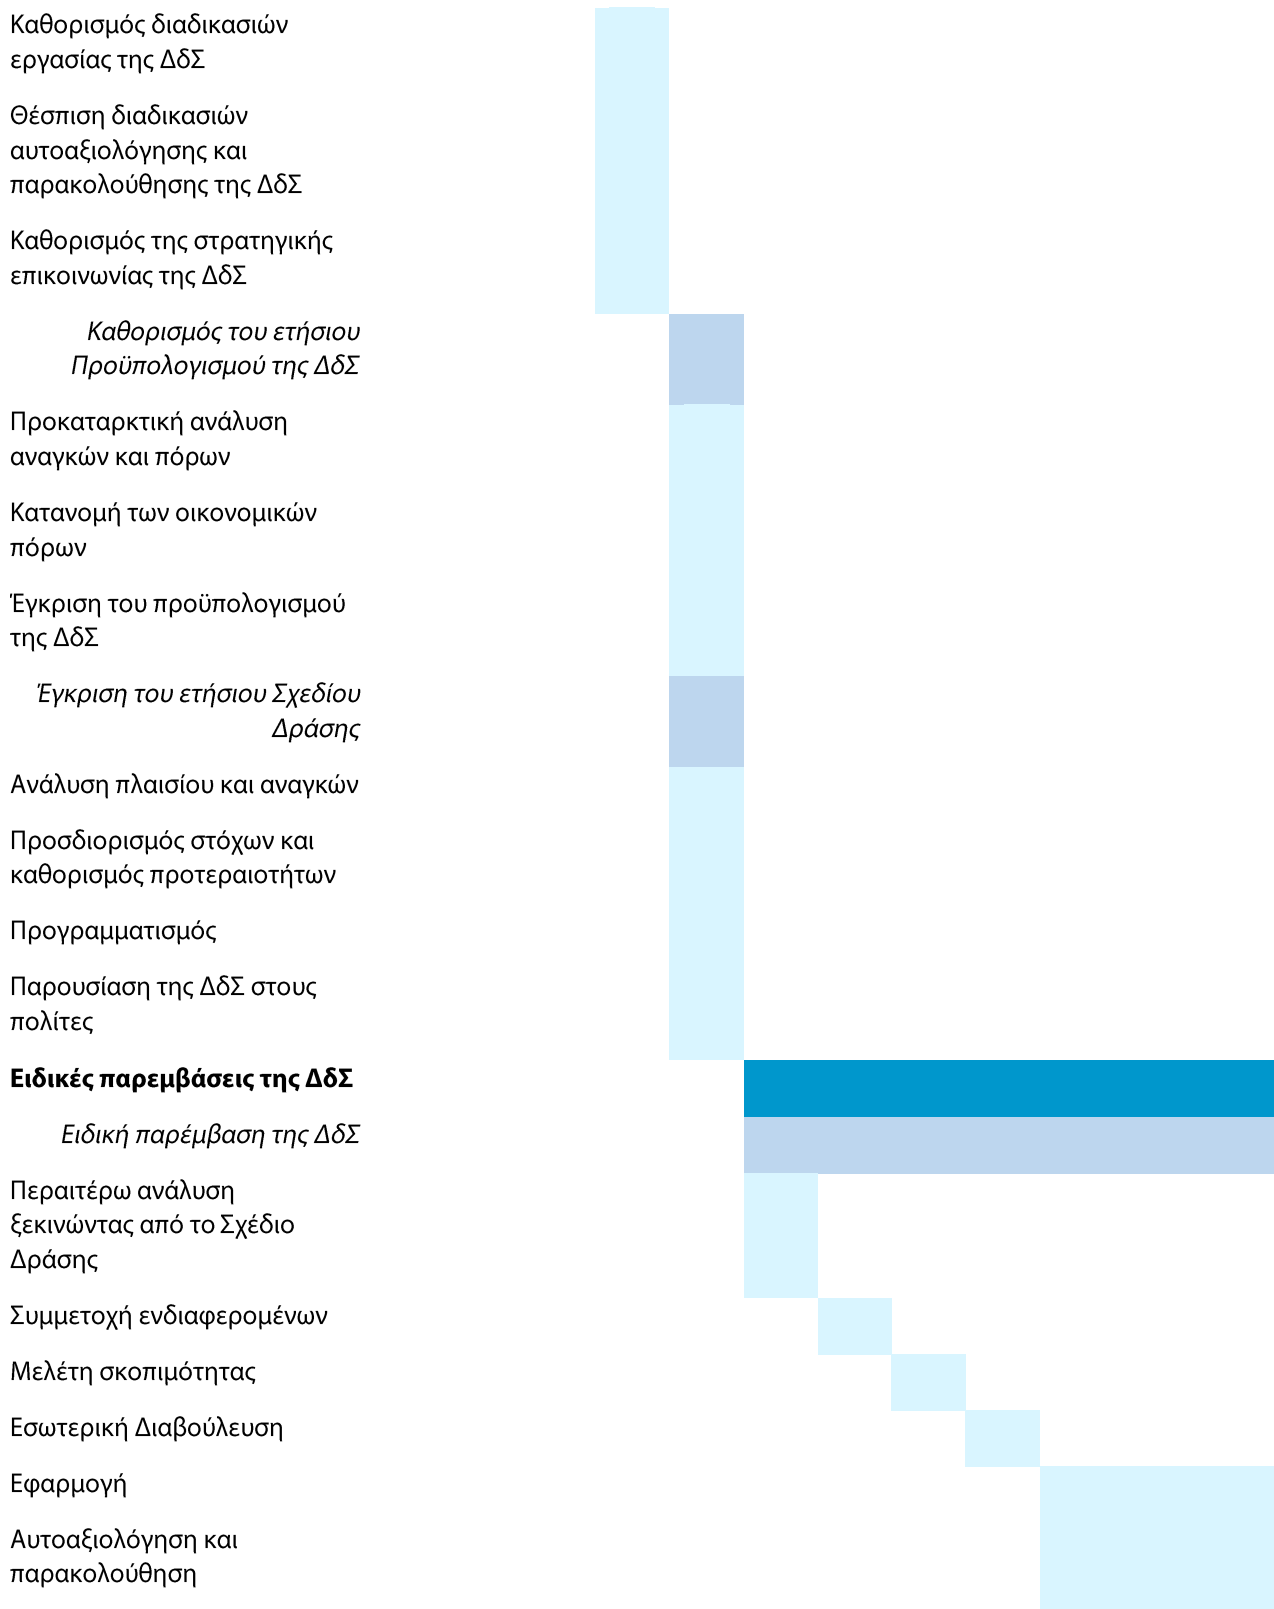 Καθορισμός διαδικασιών
εργασίας της ΔδΣ
Θέσπιση διαδικασιών
αυτοαξιολόγησης και
παρακολούθησης της ΔδΣ
Καθορισμός της στρατηγικής
επικοινωνίας της ΔδΣ
Καθορισμός του ετήσιου
Προϋπολογισμού της ΔδΣ
Προκαταρκτική ανάλυση
αναγκών και πόρων
Κατανομή των οικονομικών
πόρων
Έγκριση του προϋπολογισμού
της ΔδΣ
Έγκριση του ετήσιου Σχεδίου
Δράσης
Ανάλυση πλαισίου και αναγκών
Προσδιορισμός στόχων και
καθορισμός προτεραιοτήτων
Προγραμματισμός
Παρουσίαση της ΔδΣ στους
πολίτες
Ειδικές παρεμβάσεις της ΔδΣ
Ειδική παρέμβαση της ΔδΣ
Περαιτέρω ανάλυση
ξεκινώντας από το Σχέδιο
Δράσης
Συμμετοχή ενδιαφερομένων
Μελέτη σκοπιμότητας
Εσωτερική Διαβούλευση
Εφαρμογή
Αυτοαξιολόγηση και
παρακολούθηση